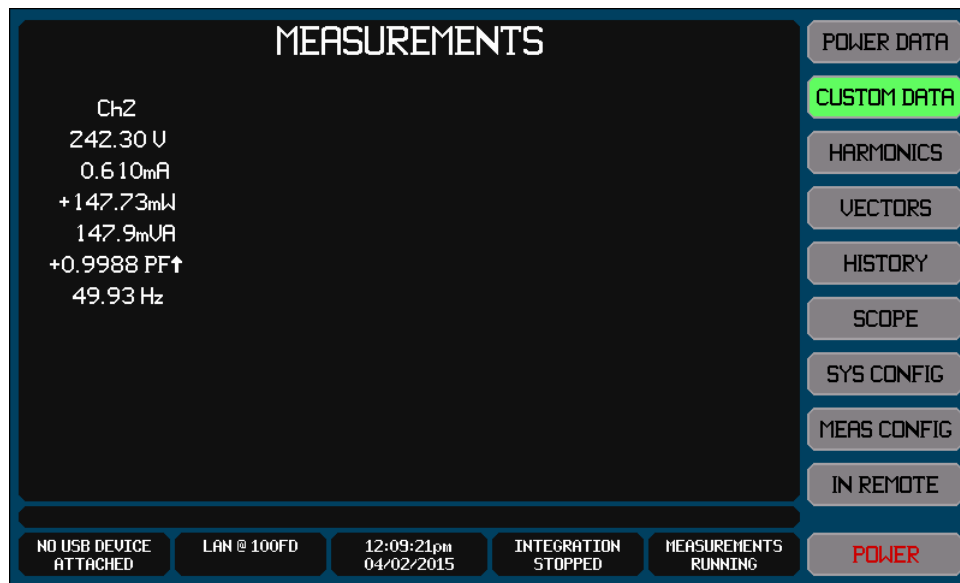 MEASUREMENTS
Ch2
242.30 V
0.610mA
+147.73mW
147.9mVA
+0.9988 PF↑
49.93 Hz
POWER DATA
CUSTOM DATA
HARMONICS
VECTORS
HISTORY
SCOPE
SYS CONFIG
MEAS CONFIG
IN REMOTE
POWER
NO USB DEVICE
ATTACHED
LAN @ 100FD
12:09:21pm
04/02/2015
INTEGRATION
STOPPED
MEASUREMENTS
RUNNING